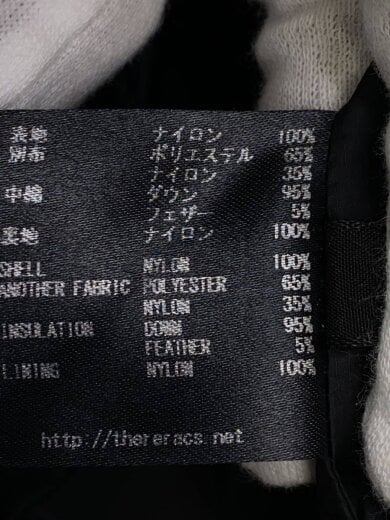 表地 ナイロン 100%
別布 ポリエステル 65%
ナイロン 35%
中綿 ダウン 95%
フェザー 5%
裏地 ナイロン 100%
SHELL NYLON 100%
ANOTHER FABRIC POLYESTER 65%
NYLON 35%
INSULATION DOWN 95%
FEATHER 5%
LINING NYLON 100%
http://thereracs.net